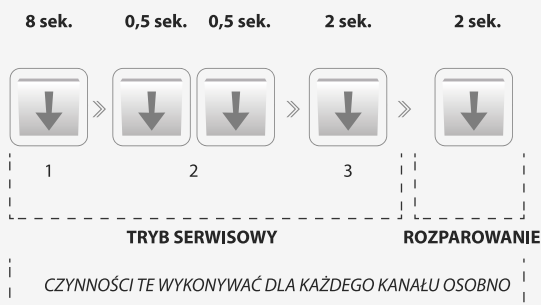 8 sek. 0,5 sek. 0,5 sek. 2 sek. 2 sek.
1 2 3
TRYB SERWISOWY ROZPAROWANIE
CZYNNOŚCI TE WYKONYWAĆ DLA KAŻDEGO KANAŁU OSOBNO